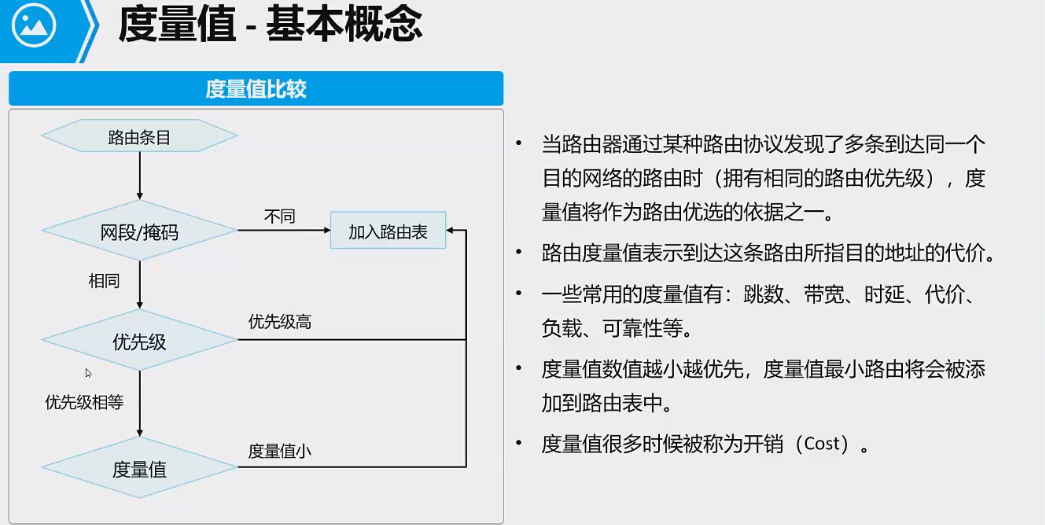 度量值 - 基本概念
度量值比较
路由条目
网段/掩码
不同
加入路由表
相同
优先级
优先级高
优先级相等
度量值
度量值小
• 当路由器通过某种路由协议发现了多条到达同一个
目的网络的路由时（拥有相同的路由优先级），度
量值将作为路由优选的依据之一。
• 路由度量值表示到达这条路由所指目的地址的代价。
• 一些常用的度量值有：跳数、带宽、时延、代价、
负载、可靠性等。
• 度量值数值越小越优先，度量值最小路由将会被添
加到路由表中。
• 度量值很多时候被称为开销（Cost）。